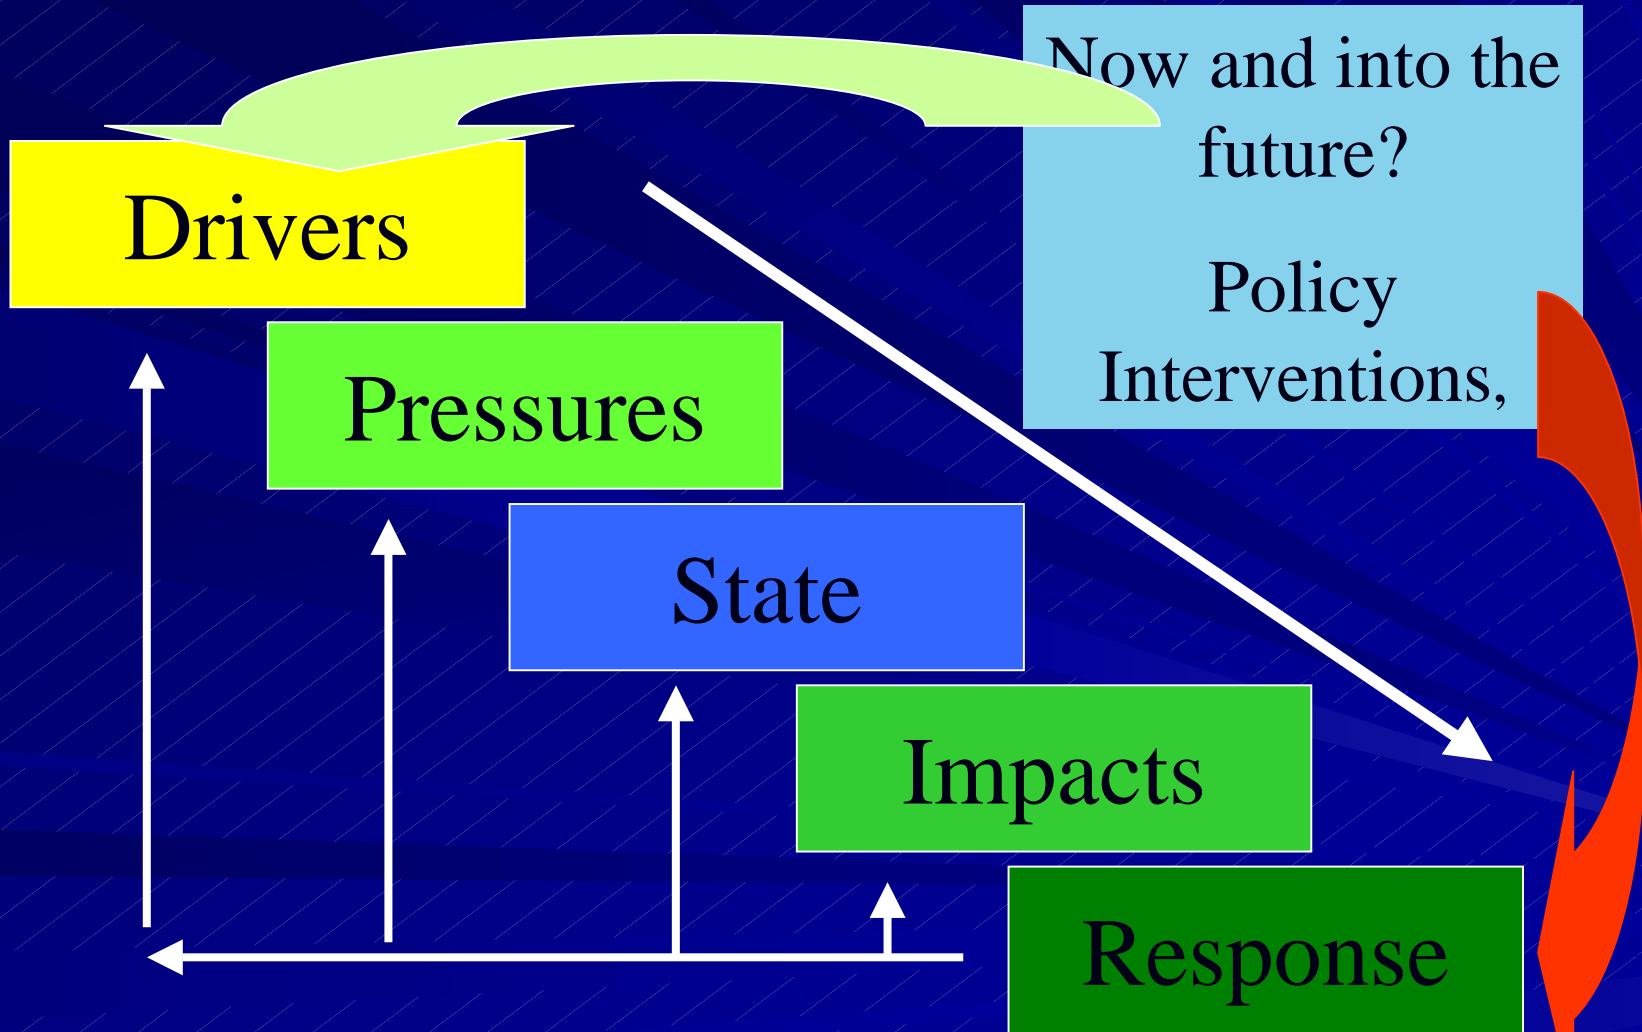 Now and into the
future?
Policy
Interventions,
Drivers
Pressures
State
Impacts
Response